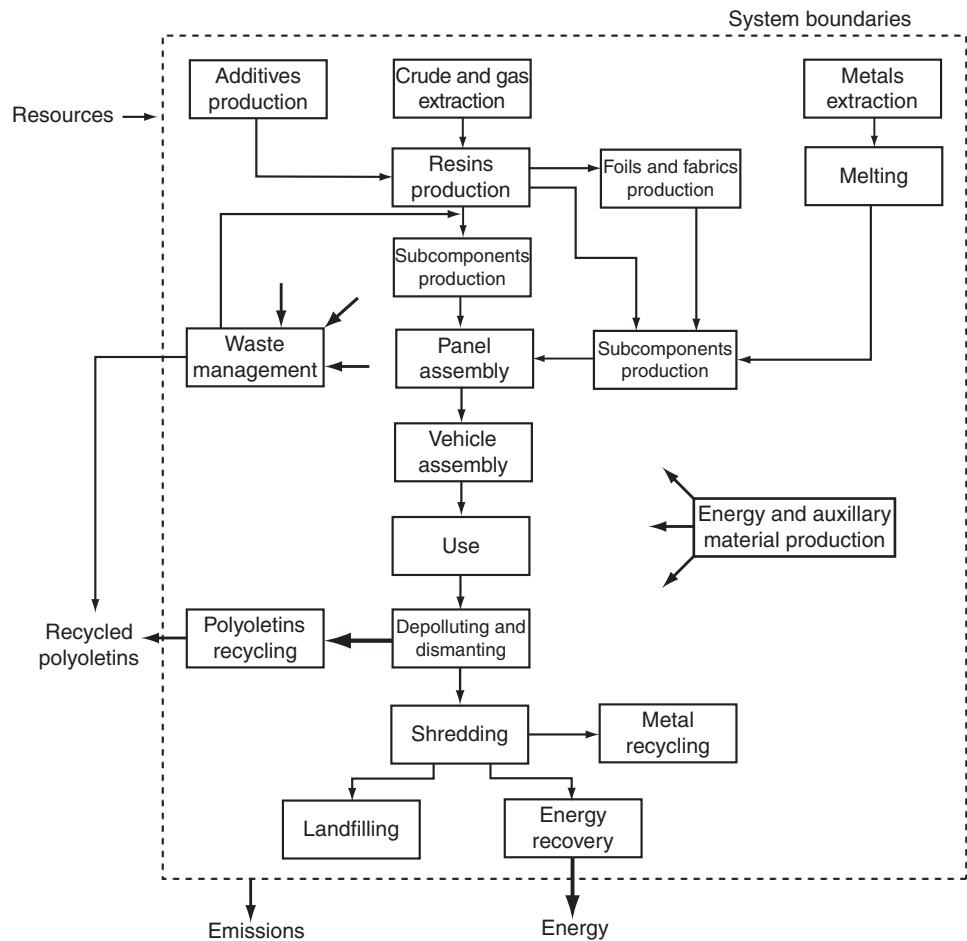 System boundaries
Additives
production
Crude and gas
extraction
Metals
extraction
Resources
Resins
production
Foils and fabrics
production
Melting
Subcomponents
production
Waste
management
Panel
assembly
Subcomponents
production
Vehicle
assembly
Energy and auxillary
material production
Use
Recycled
polyoletins
Polyoletins
recycling
Depolluting and
dismanting
Shredding
Metal
recycling
Landfilling
Energy
recovery
Emissions
Energy